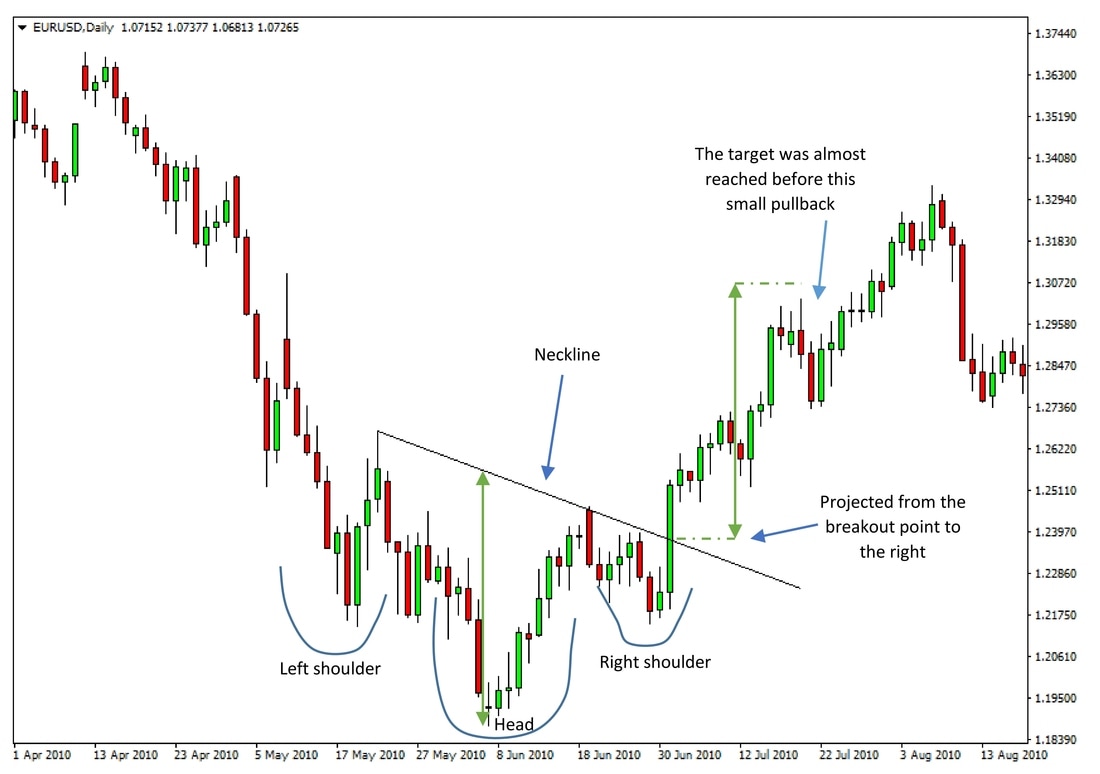 EURUSD,Daily 1.07152 1.07377 1.06813 1.07265
1.37440
1.36300
1.35190
The target was almost
reached before this
small pullback
1.34080
1.32940
1.31830
1.30720
1.29580
Neckline
1.28470
1.27360
1.26220
1.25110
Projected from the
breakout point to
the right
1.23970
1.22860
1.21750
Left shoulder
Right shoulder
1.20610
1.19500
Head
1.18390
1 Apr 2010
13 Apr 2010
23 Apr 2010
5 May 2010
17 May 2010
27 May 2010
8 Jun 2010
18 Jun 2010
30 Jun 2010
12 Jul 2010
22 Jul 2010
3 Aug 2010
13 Aug 2010